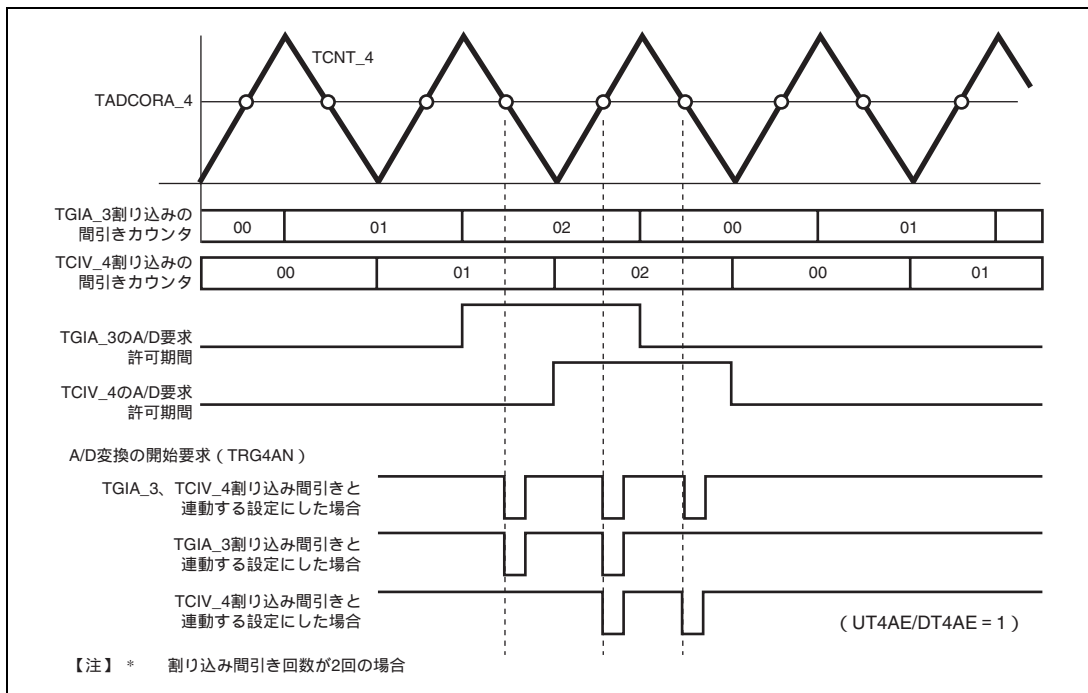 TCNT_4
TADCORA_4
TGIA_3割り込みの
間引きカウンタ
00 01 02 00 01
TCIV_4割り込みの
間引きカウンタ
00 01 02 00 01
TGIA_3のA/D要求
許可期間
TCIV_4のA/D要求
許可期間
A/D変換の開始要求（TRG4AN）
TGIA_3、TCIV_4割り込み間引きと
連動する設定にした場合
TGIA_3割り込み間引きと
連動する設定にした場合
TCIV_4割り込み間引きと
連動する設定にした場合
（UT4AE/DT4AE = 1）
【注】 * 割り込み間引き回数が2回の場合